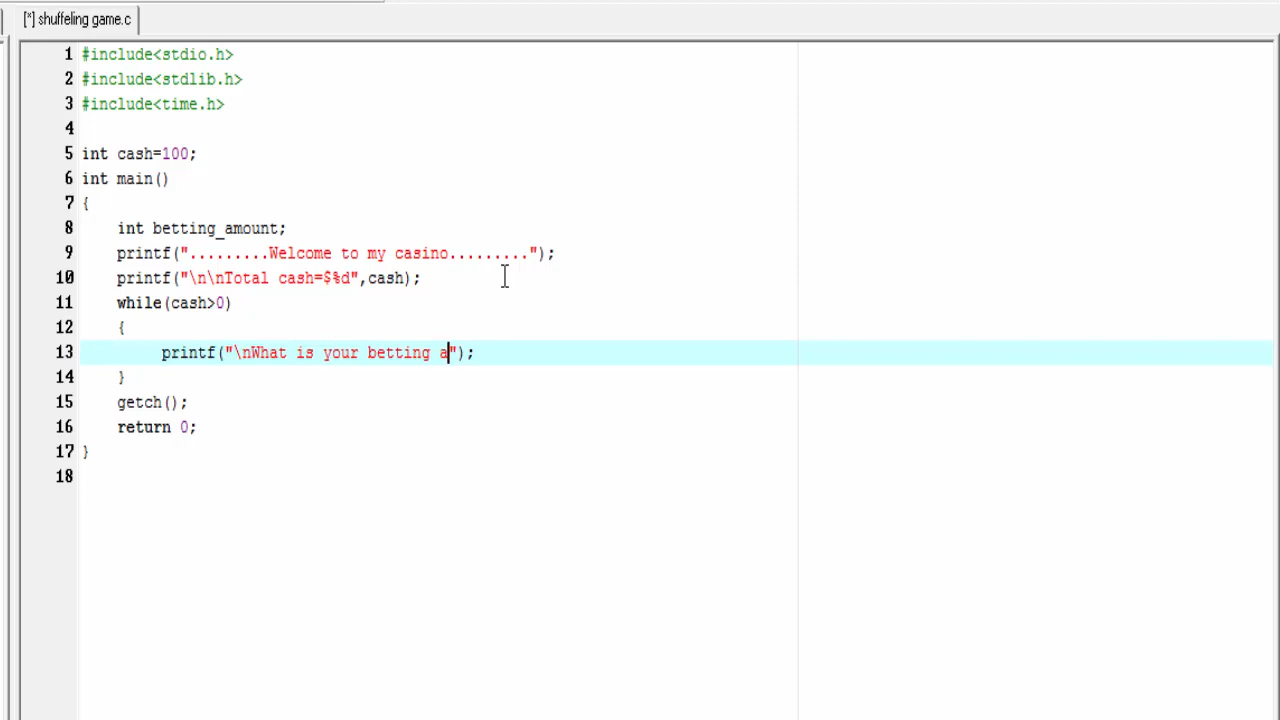 [*] shuffeling game.c
1 #include<stdio.h>
2 #include<stdlib.h>
3 #include<time.h>
4
5 int cash=100;
6 int main()
7 {
8 int betting_amount;
9 printf(".........Welcome to my casino.........");
10 printf("\n\nTotal cash=$%d",cash);
11 while(cash>0)
12 {
13 printf("\nWhat is your betting a");
14 }
15 getch();
16 return 0;
17 }
18